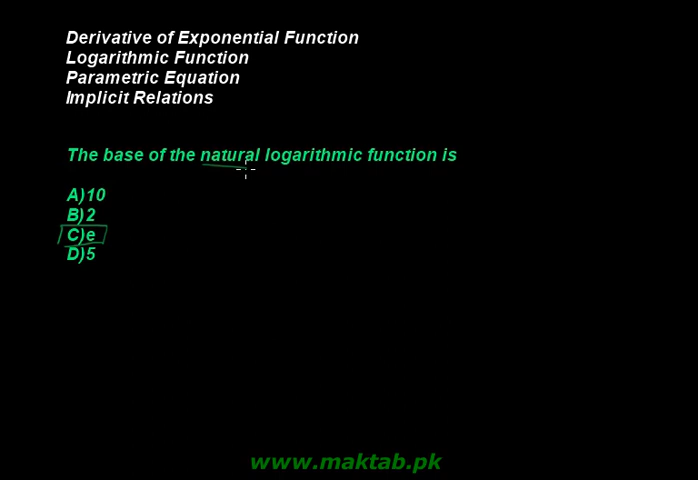 Derivative of Exponential Function
Logarithmic Function
Parametric Equation
Implicit Relations
The base of the natural logarithmic function is
A)10
B)2
C)e
D)5
www.maktab.pk